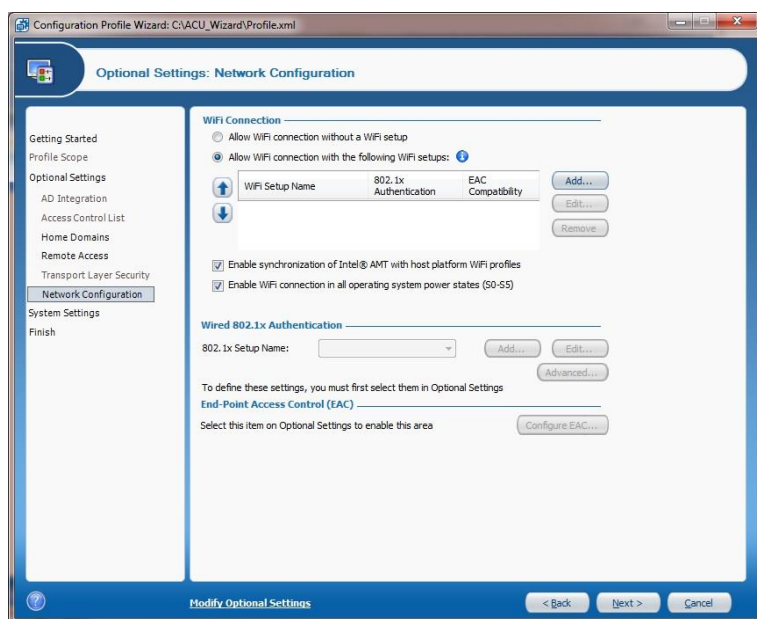 Configuration Profile Wizard: C:\ACU_Wizard\Profile.xml
Optional Settings: Network Configuration
Getting Started
Profile Scope
Optional Settings
AD Integration
Access Control List
Home Domains
Remote Access
Transport Layer Security
Network Configuration
System Settings
Finish
WiFi Connection
Allow WiFi connection without a WiFi setup
Allow WiFi connection with the following WiFi setups:
WiFi Setup Name
802.1x
Authentication
EAC
Compatibility
Add...
Edit...
Remove
Enable synchronization of Intel® AMT with host platform WiFi profiles
Enable WiFi connection in all operating system power states (S0-S5)
Wired 802.1x Authentication
802.1x Setup Name:
Add...
Edit...
Advanced...
To define these settings, you must first select them in Optional Settings
End-Point Access Control (EAC)
Select this item on Optional Settings to enable this area
Configure EAC...
Modify Optional Settings
< Back
Next >
Cancel